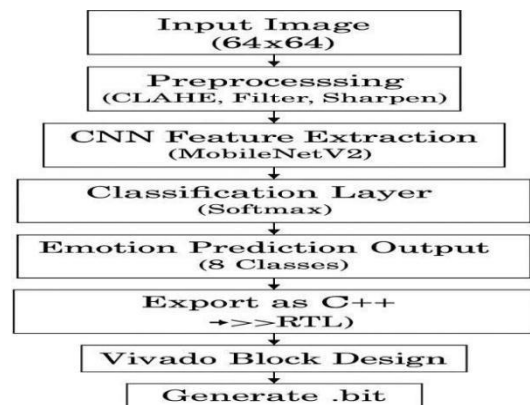 Input Image
(64x64)
Preprocesssing
(CLAHE, Filter, Sharpen)
CNN Feature Extraction
(MobileNetV2)
Classification Layer
(Softmax)
Emotion Prediction Output
(8 Classes)
Export as C++
→>>RTL)
Vivado Block Design
Generate .bit